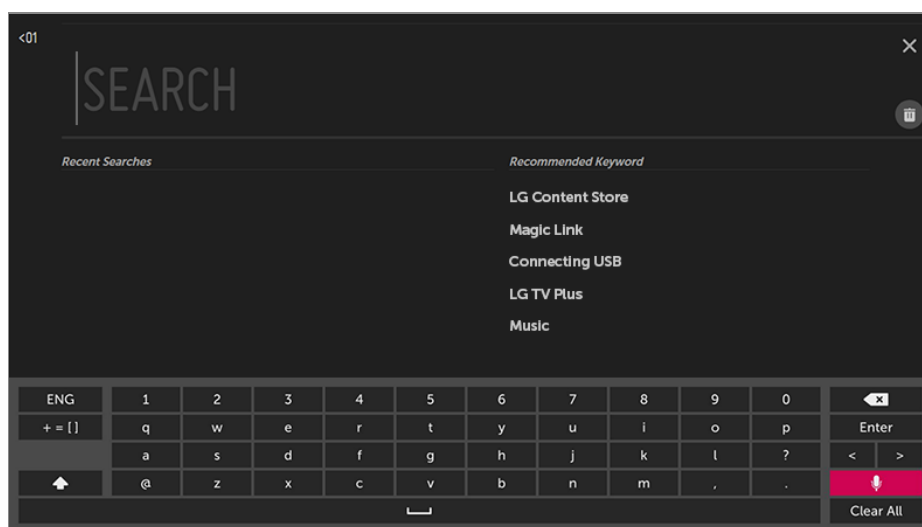 <01
SEARCH
Recent Searches
Recommended Keyword
LG Content Store
Magic Link
Connecting USB
LG TV Plus
Music
ENG 1 2 3 4 5 6 7 8 9 0
+ = [ ] q w e r t y u i o p Enter
a s d f g h j k l ? < >
@ z x c v b n m , .
Clear All